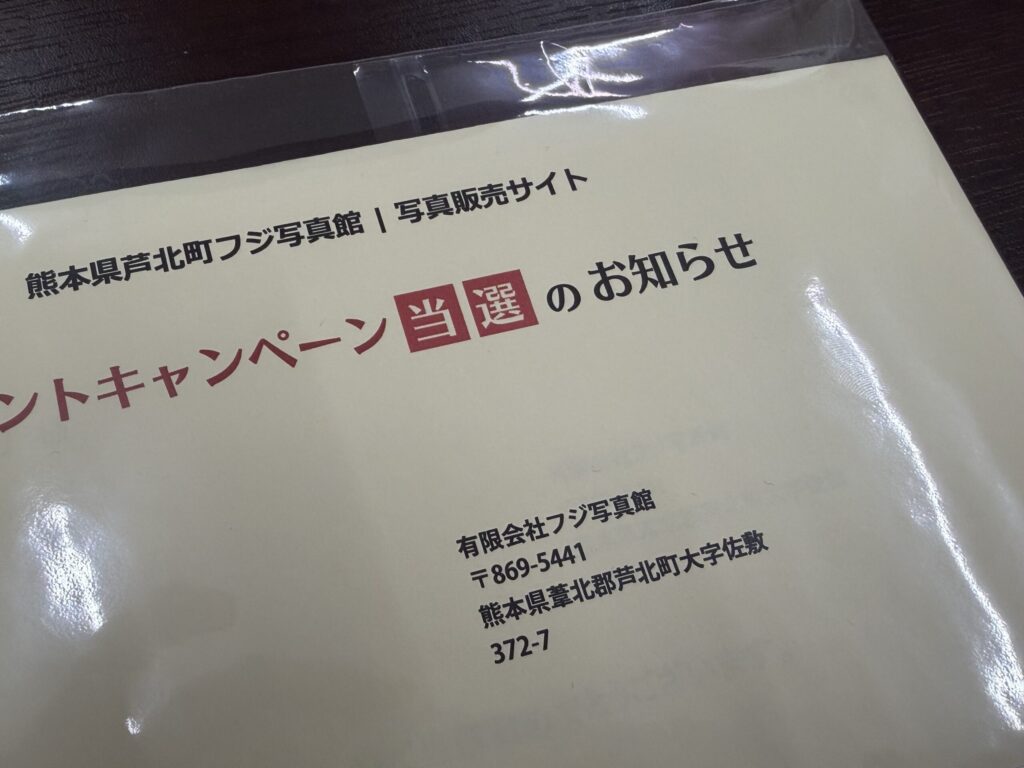 熊本県芦北町フジ写真館 | 写真販売サイト
ントキャンペーン当選のお知らせ
有限会社フジ写真館
〒869-5441
熊本県葦北郡芦北町大字佐敷
372-7